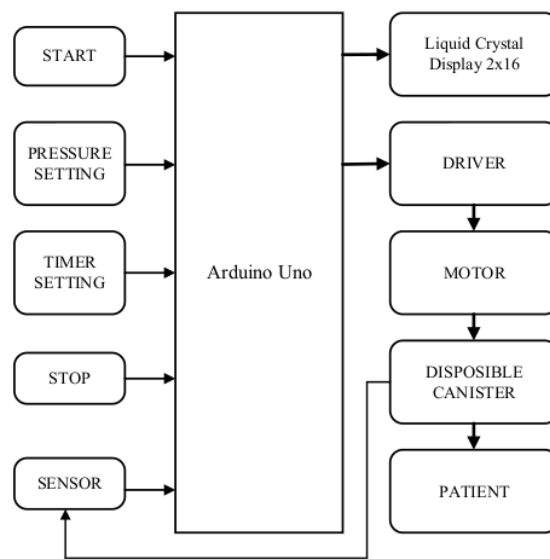 START
PRESSURE
SETTING
TIMER
SETTING
STOP
SENSOR
Arduino Uno
Liquid Crystal
Display 2x16
DRIVER
MOTOR
DISPOSIBLE
CANISTER
PATIENT